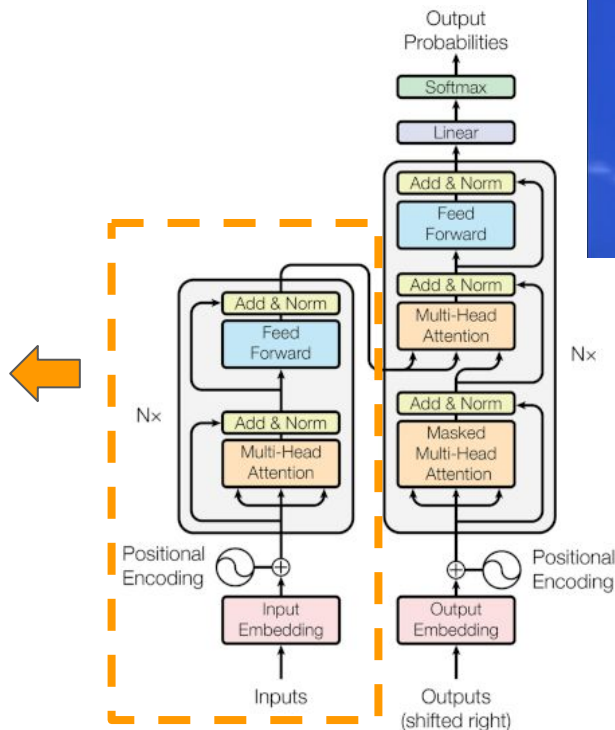 Output
Probabilities
Softmax
Linear
Add & Norm
Feed
Forward
Add & Norm
Multi-Head
Attention
Nx
Add & Norm
Masked
Multi-Head
Attention
Positional
Encoding
Output
Embedding
Outputs
(shifted right)
Add & Norm
Feed
Forward
Nx
Add & Norm
Multi-Head
Attention
Positional
Encoding
Input
Embedding
Inputs